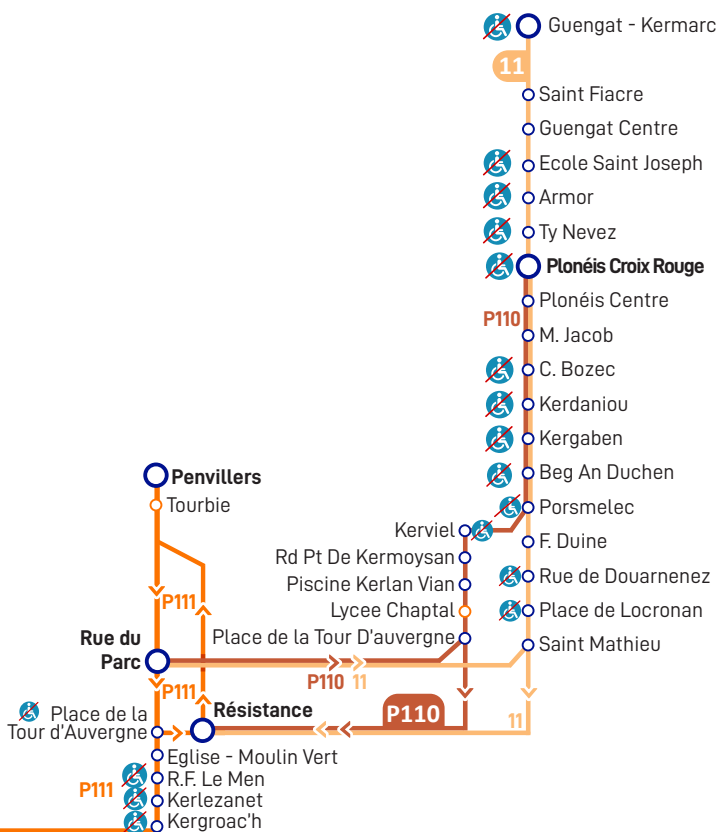 Guengat - Kermarc
11
Saint Fiacre
Guengat Centre
Ecole Saint Joseph
Armor
Ty Nevez
Plonéis Croix Rouge
Plonéis Centre
P110
M. Jacob
C. Bozec
Kerdaniou
Kergaben
Beg An Duchen
Porsmelec
F. Duine
Rue de Douarnenez
Place de Locronan
Saint Mathieu
Kerviel
Rd Pt De Kermoysan
Piscine Kerlan Vian
Lycee Chaptal
Place de la Tour D'auvergne
Penvillers
Tourbie
P111
Rue du
Parc
P110 11
P111
Résistance
P110
11
Place de la
Tour d'Auvergne
Eglise - Moulin Vert
R.F. Le Men
P111
Kerlezanet
Kergroac'h